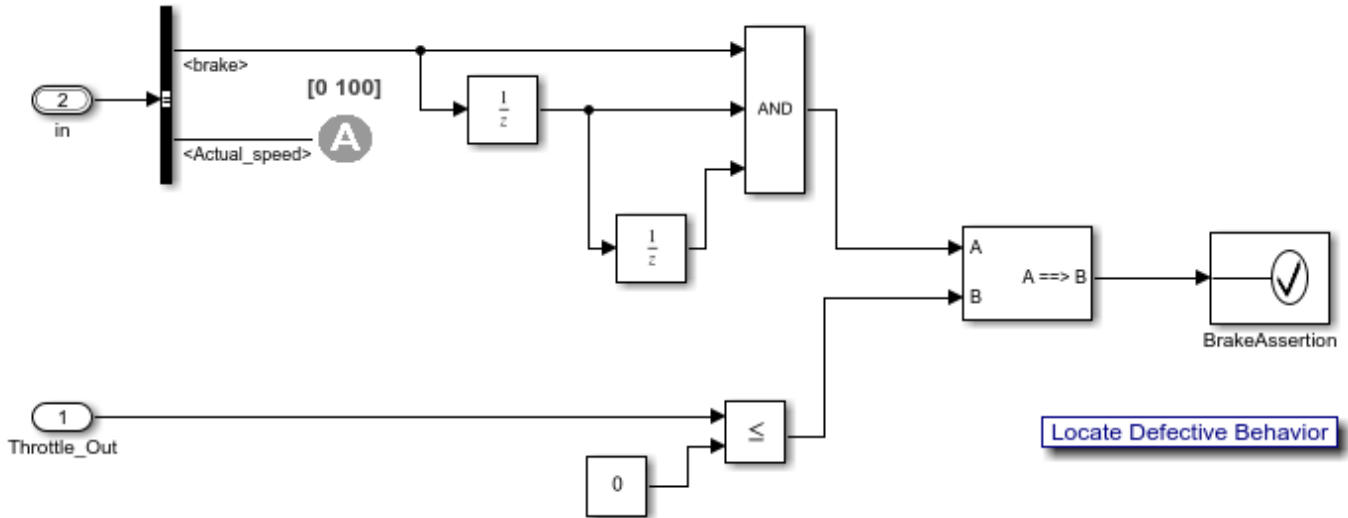 <brake>
[0 100]
2
in
1
z
AND
A
<Actual_speed>
1
z
A
A ==> B
B
BrakeAssertion
1
Throttle_Out
≤
Locate Defective Behavior
0